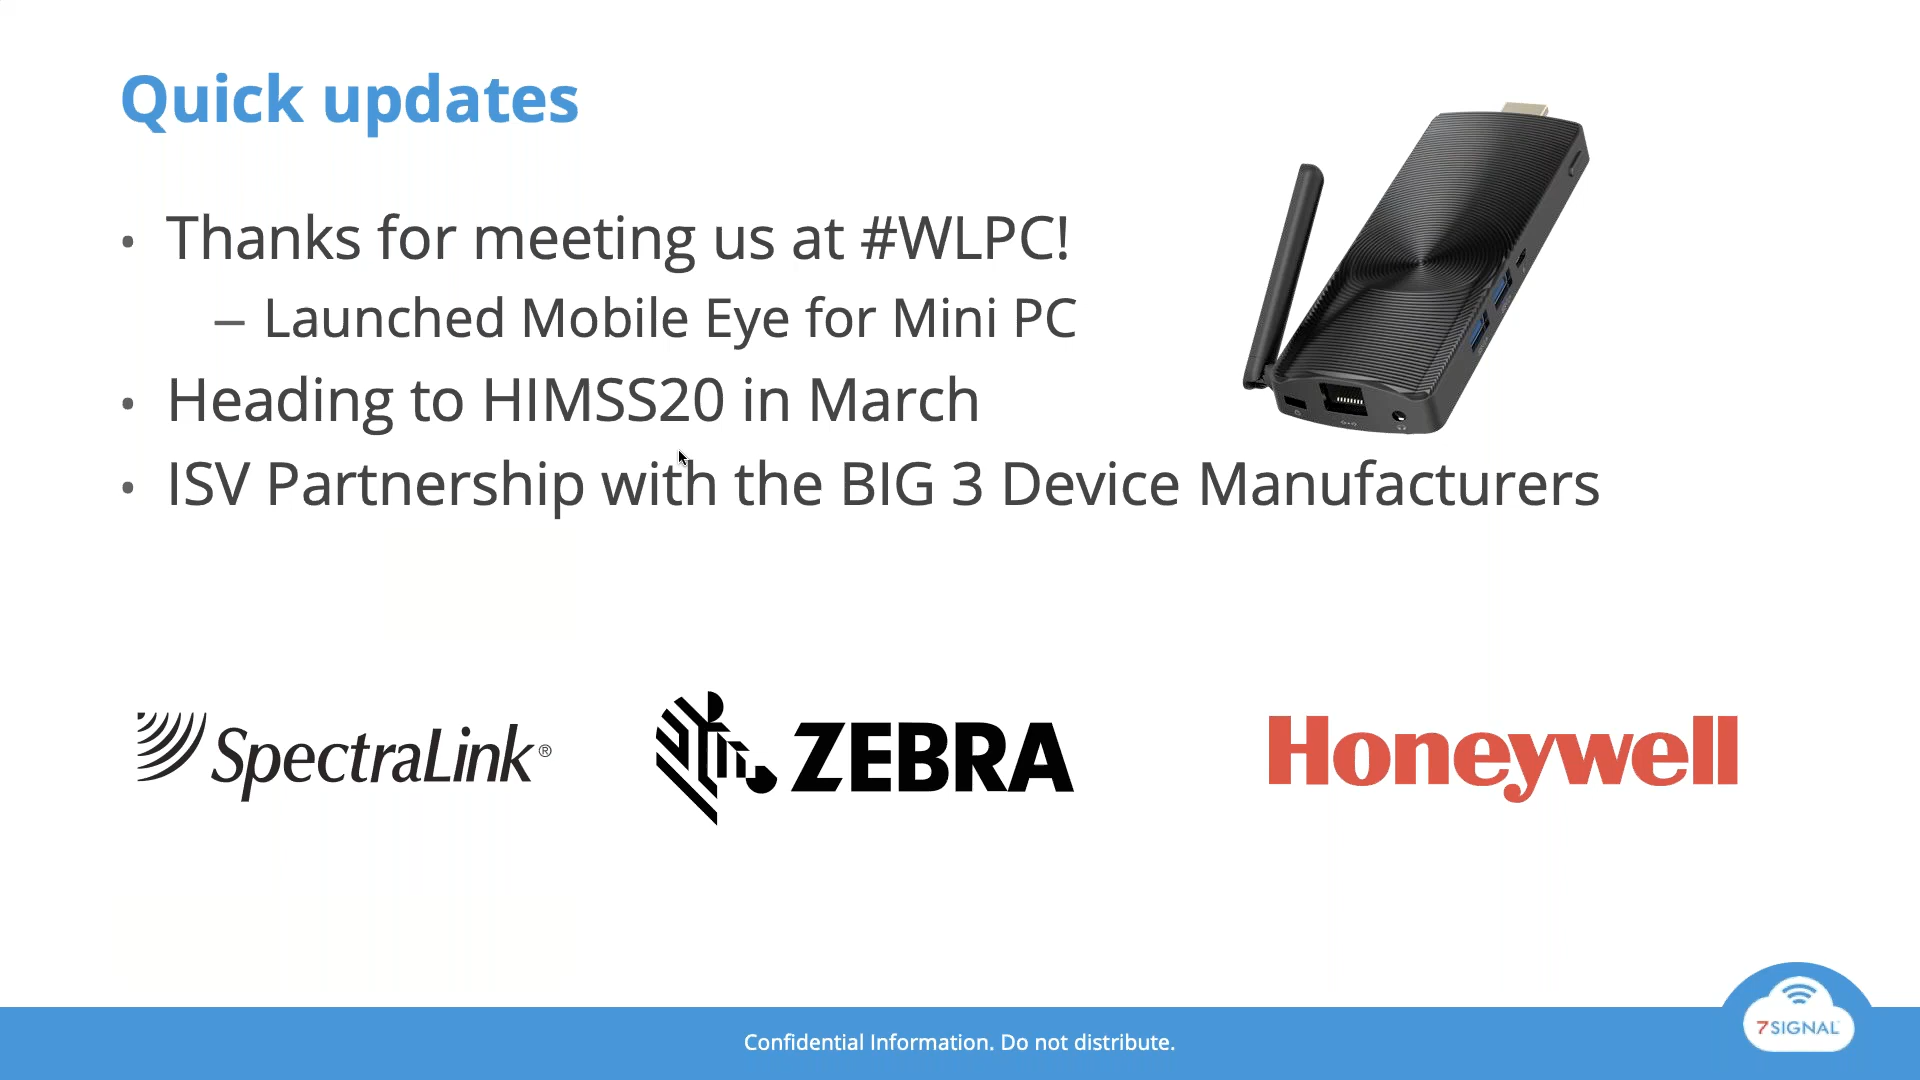 Quick updates
• Thanks for meeting us at #WLPC!
– Launched Mobile Eye for Mini PC
• Heading to HIMSS20 in March
• ISV Partnership with the BIG 3 Device Manufacturers
SpectraLink®
ZEBRA
Honeywell
Confidential Information. Do not distribute.
7SIGNAL